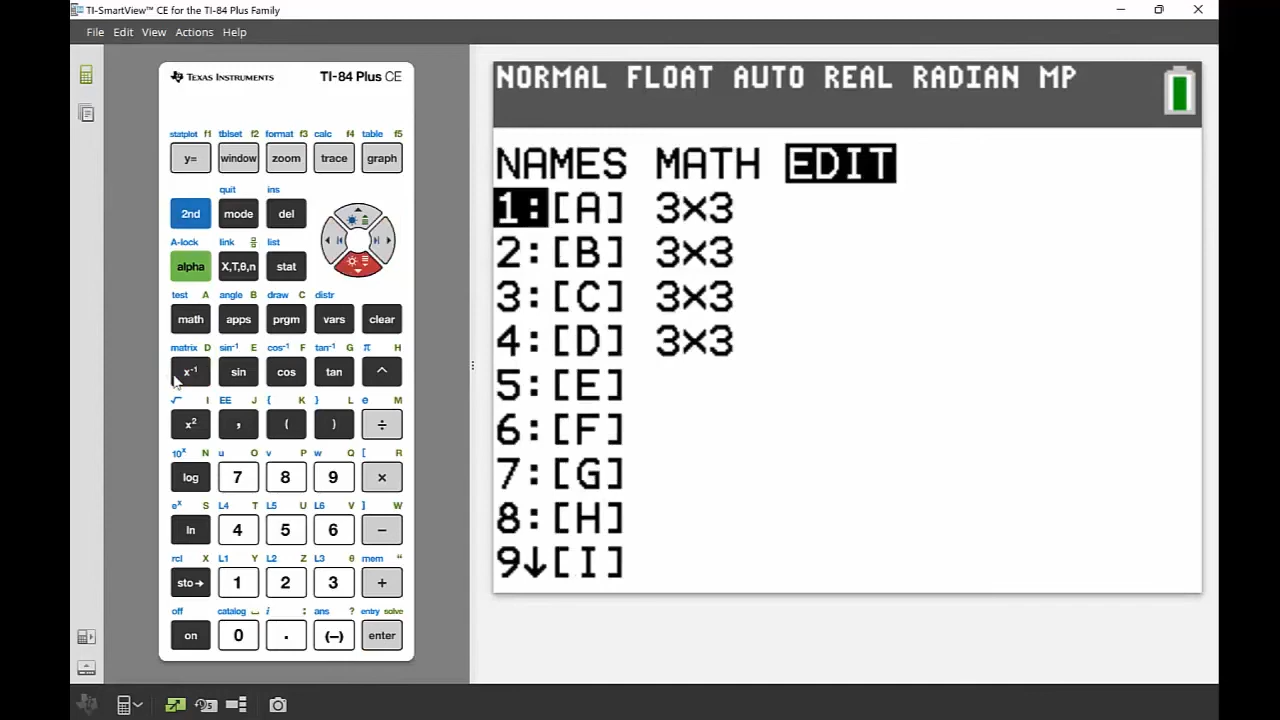 TI-SmartView™ CE for the TI-84 Plus Family
File Edit View Actions Help
TEXAS INSTRUMENTS TI-84 Plus CE
statplot f1 tblset f2 format f3 calc f4 table f5
y= window zoom trace graph
quit ins
2nd mode del
A-lock link list
alpha X,T,θ,n stat
test A angle B draw C distr
math apps prgm vars clear
matrix D sin⁻¹ E cos⁻¹ F tan⁻¹ G π H
x⁻¹ sin cos tan ^
√ I EE J { K } L e M
x² , ( ) ÷
10ˣ N u O v P w Q [ R
log 7 8 9 ×
eˣ S L4 T L5 U L6 V ] W
ln 4 5 6 −
rcl X L1 Y L2 Z L3 θ mem “
sto→ 1 2 3 +
off catalog ⎵ i : ans ? entry solve
on 0 . (−) enter
NORMAL FLOAT AUTO REAL RADIAN MP
NAMES MATH EDIT
1:[A] 3×3
2:[B] 3×3
3:[C] 3×3
4:[D] 3×3
5:[E]
6:[F]
7:[G]
8:[H]
9↓[I]